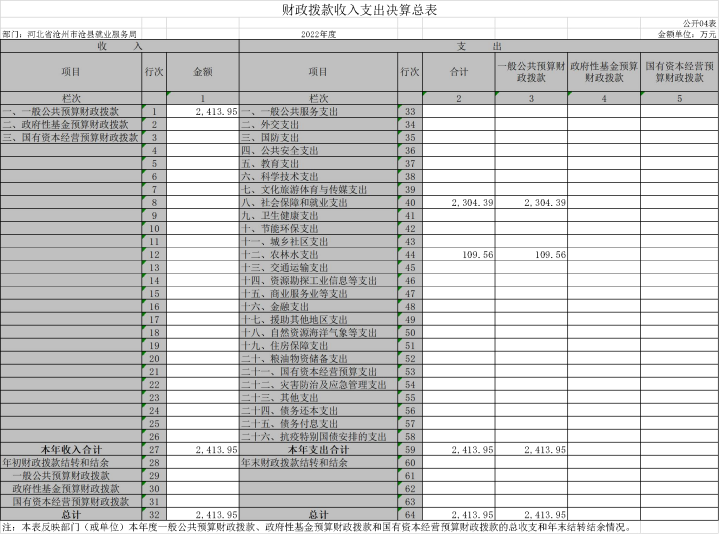 财政拨款收入支出决算总表
公开04表
部门：河北省沧州市沧县就业服务局 2022年度 金额单位：万元
收 入 支 出
项目 行次 金额 项目 行次 合计 一般公共预算财政拨款 政府性基金预算财政拨款 国有资本经营预算财政拨款
栏次 1 栏次 2 3 4 5
一、一般公共预算财政拨款 1 2,413.95 一、一般公共服务支出 33
二、政府性基金预算财政拨款 2 二、外交支出 34
三、国有资本经营预算财政拨款 3 三、国防支出 35
4 四、公共安全支出 36
5 五、教育支出 37
6 六、科学技术支出 38
7 七、文化旅游体育与传媒支出 39
8 八、社会保障和就业支出 40 2,304.39 2,304.39
9 九、卫生健康支出 41
10 十、节能环保支出 42
11 十一、城乡社区支出 43
12 十二、农林水支出 44 109.56 109.56
13 十三、交通运输支出 45
14 十四、资源勘探工业信息等支出 46
15 十五、商业服务业等支出 47
16 十六、金融支出 48
17 十七、援助其他地区支出 49
18 十八、自然资源海洋气象等支出 50
19 十九、住房保障支出 51
20 二十、粮油物资储备支出 52
21 二十一、国有资本经营预算支出 53
22 二十二、灾害防治及应急管理支出 54
23 二十三、其他支出 55
24 二十四、债务还本支出 56
25 二十五、债务付息支出 57
26 二十六、抗疫特别国债安排的支出 58
本年收入合计 27 2,413.95 本年支出合计 59 2,413.95 2,413.95
年初财政拨款结转和结余 28 年末财政拨款结转和结余 60
一般公共预算财政拨款 29 61
政府性基金预算财政拨款 30 62
国有资本经营预算财政拨款 31 63
总计 32 2,413.95 总计 64 2,413.95 2,413.95
注：本表反映部门（或单位）本年度一般公共预算财政拨款、政府性基金预算财政拨款和国有资本经营预算财政拨款的总收支和年末结转结余情况。